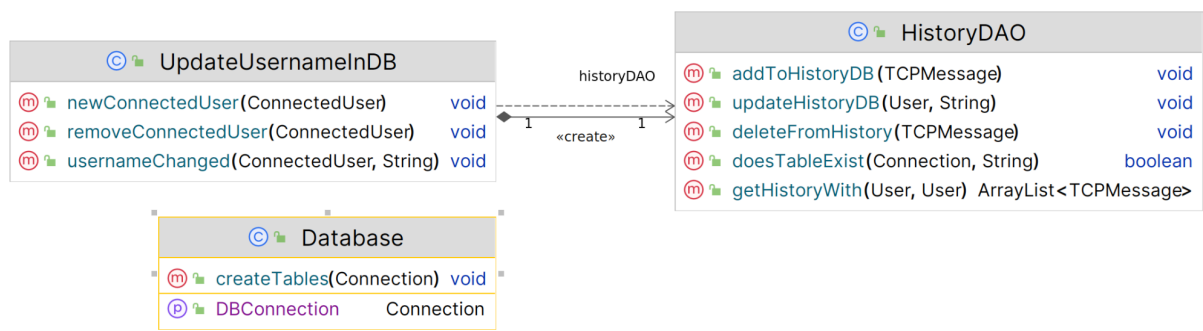 UpdateUsernameInDB
newConnectedUser(ConnectedUser) void
removeConnectedUser(ConnectedUser) void
usernameChanged(ConnectedUser, String) void
historyDAO
1 1
«create»
HistoryDAO
addToHistoryDB(TCPMessage) void
updateHistoryDB(User, String) void
deleteFromHistory(TCPMessage) void
doesTableExist(Connection, String) boolean
getHistoryWith(User, User) ArrayList<TCPMessage>
Database
createTables(Connection) void
DBConnection Connection